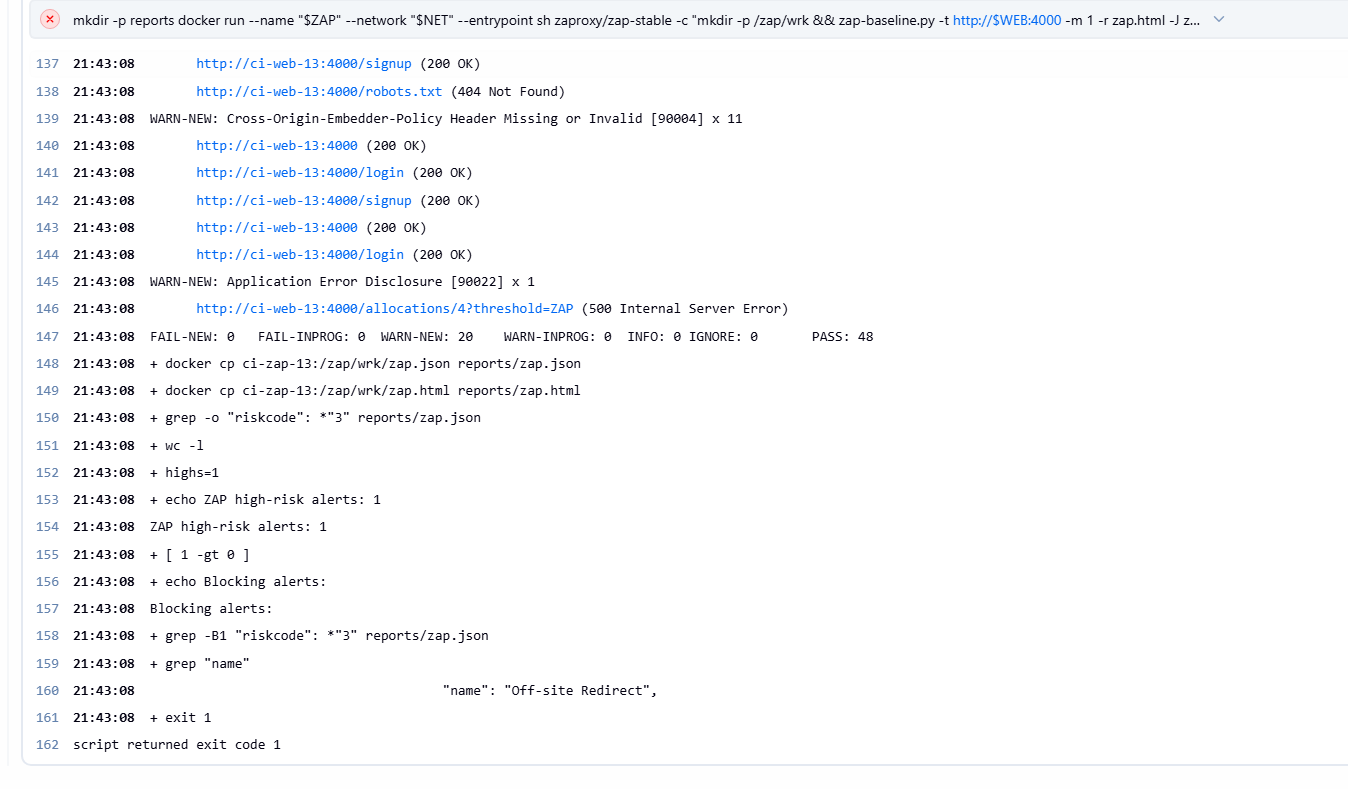 mkdir -p reports docker run --name "$ZAP" --network "$NET" --entrypoint sh zaproxy/zap-stable -c "mkdir -p /zap/wrk && zap-baseline.py -t http://$WEB:4000 -m 1 -r zap.html -J z...
137 21:43:08 http://ci-web-13:4000/signup (200 OK)
138 21:43:08 http://ci-web-13:4000/robots.txt (404 Not Found)
139 21:43:08 WARN-NEW: Cross-Origin-Embedder-Policy Header Missing or Invalid [90004] x 11
140 21:43:08 http://ci-web-13:4000 (200 OK)
141 21:43:08 http://ci-web-13:4000/login (200 OK)
142 21:43:08 http://ci-web-13:4000/signup (200 OK)
143 21:43:08 http://ci-web-13:4000 (200 OK)
144 21:43:08 http://ci-web-13:4000/login (200 OK)
145 21:43:08 WARN-NEW: Application Error Disclosure [90022] x 1
146 21:43:08 http://ci-web-13:4000/allocations/4?threshold=ZAP (500 Internal Server Error)
147 21:43:08 FAIL-NEW: 0 FAIL-INPROG: 0 WARN-NEW: 20 WARN-INPROG: 0 INFO: 0 IGNORE: 0 PASS: 48
148 21:43:08 + docker cp ci-zap-13:/zap/wrk/zap.json reports/zap.json
149 21:43:08 + docker cp ci-zap-13:/zap/wrk/zap.html reports/zap.html
150 21:43:08 + grep -o "riskcode": *"3" reports/zap.json
151 21:43:08 + wc -l
152 21:43:08 + highs=1
153 21:43:08 + echo ZAP high-risk alerts: 1
154 21:43:08 ZAP high-risk alerts: 1
155 21:43:08 + [ 1 -gt 0 ]
156 21:43:08 + echo Blocking alerts:
157 21:43:08 Blocking alerts:
158 21:43:08 + grep -B1 "riskcode": *"3" reports/zap.json
159 21:43:08 + grep "name"
160 21:43:08 "name": "Off-site Redirect",
161 21:43:08 + exit 1
162 script returned exit code 1